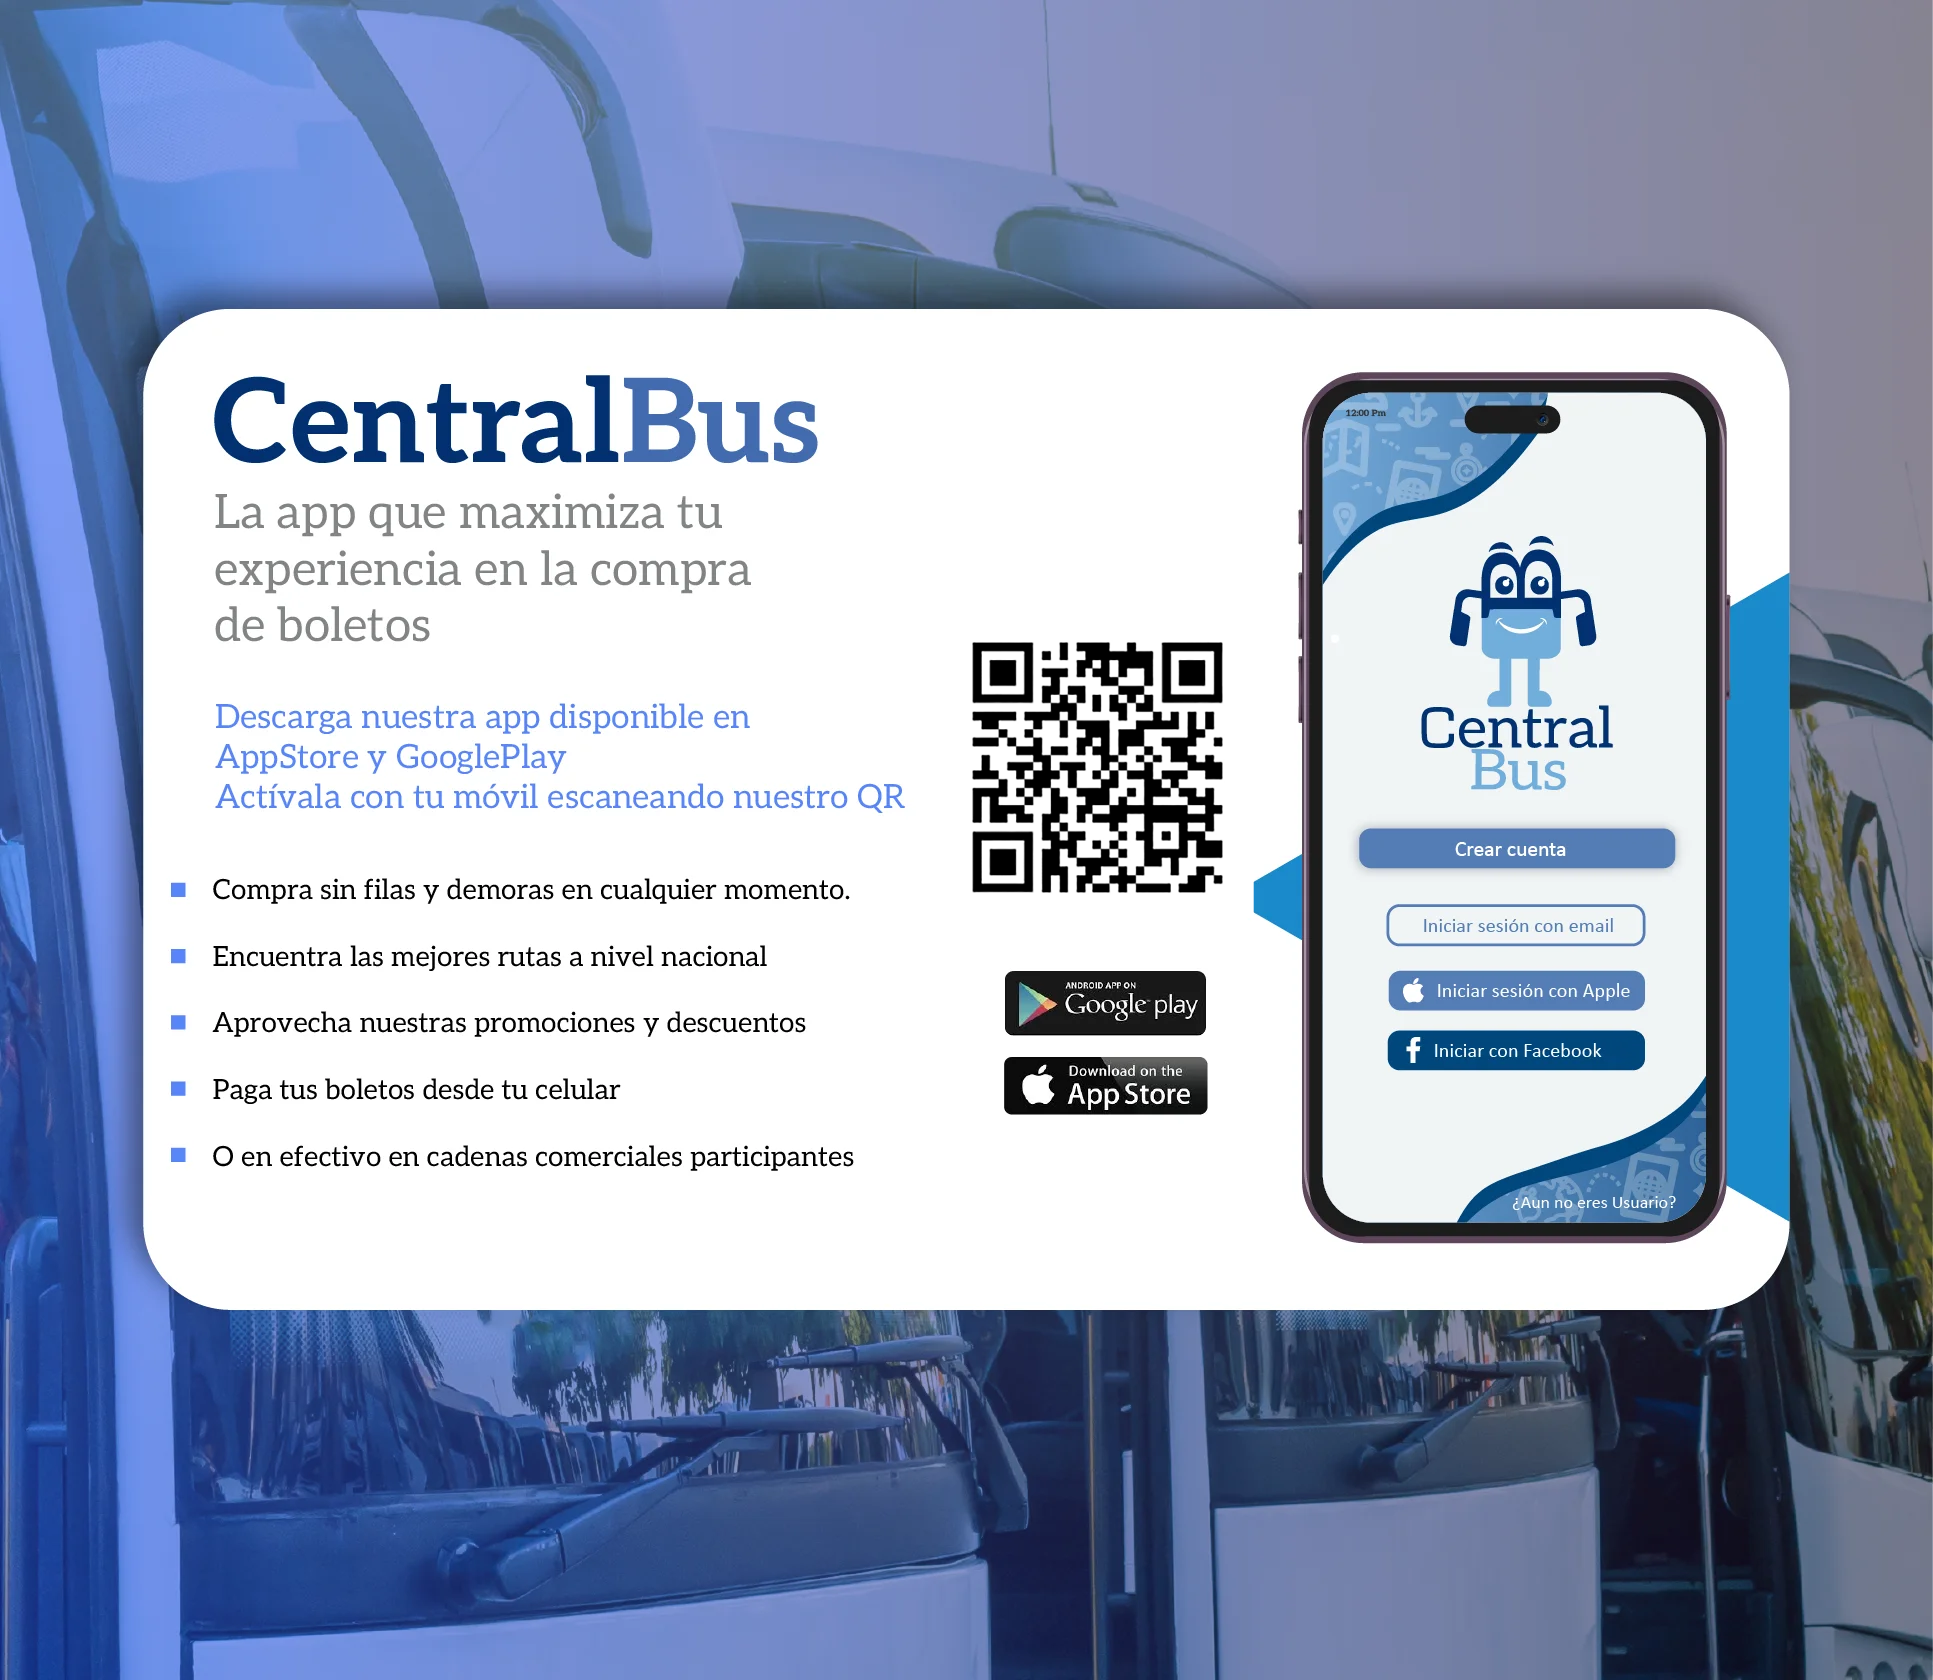 CentralBus
La app que maximiza tu
experiencia en la compra
de boletos
Descarga nuestra app disponible en
AppStore y GooglePlay
Actívala con tu móvil escaneando nuestro QR
Compra sin filas y demoras en cualquier momento.
Encuentra las mejores rutas a nivel nacional
Aprovecha nuestras promociones y descuentos
Paga tus boletos desde tu celular
O en efectivo en cadenas comerciales participantes
ANDROID APP ON
Google play
Download on the
App Store
12:00 Pm
Central
Bus
Crear cuenta
Iniciar sesión con email
Iniciar sesión con Apple
Iniciar con Facebook
¿Aun no eres Usuario?